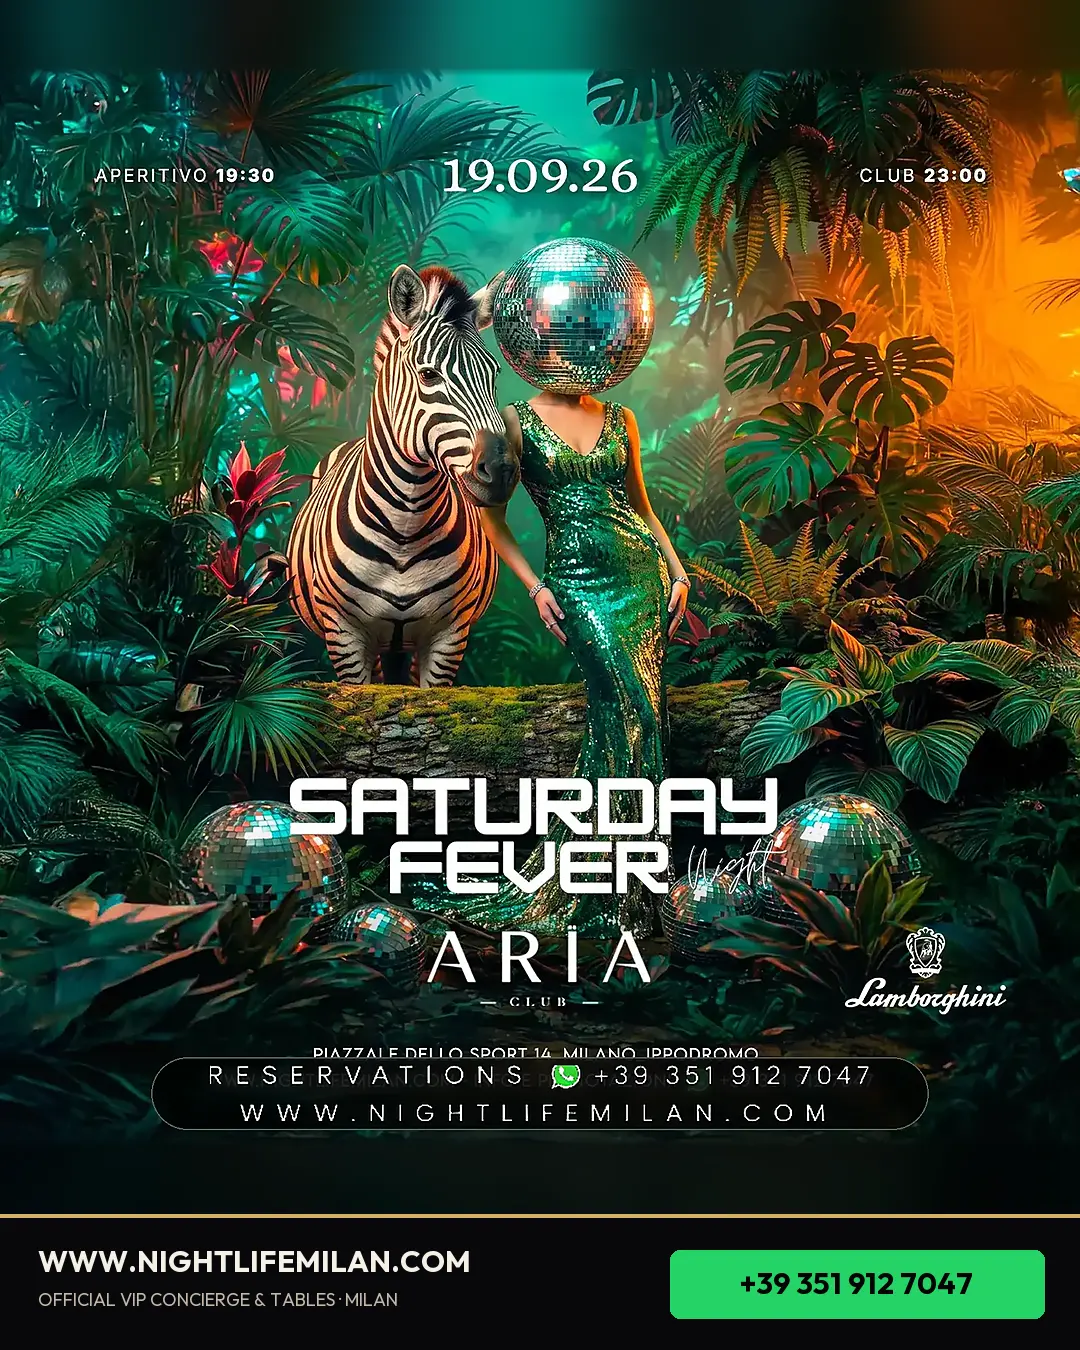 APERITIVO 19:30
19.09.26
CLUB 23:00
SATURDAY
FEVER Night
ARIA
CLUB
Lamborghini
PIAZZALE DELLO SPORT 14, MILANO, IPPODROMO
RESERVATIONS +39 351 912 7047
WWW.NIGHTLIFEMILAN.COM
WWW.NIGHTLIFEMILAN.COM
OFFICIAL VIP CONCIERGE & TABLES · MILAN
+39 351 912 7047